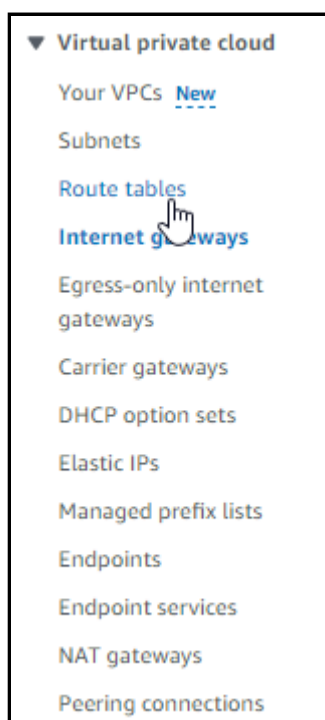 Virtual private cloud
Your VPCs New
Subnets
Route tables
Internet gateways
Egress-only internet
gateways
Carrier gateways
DHCP option sets
Elastic IPs
Managed prefix lists
Endpoints
Endpoint services
NAT gateways
Peering connections